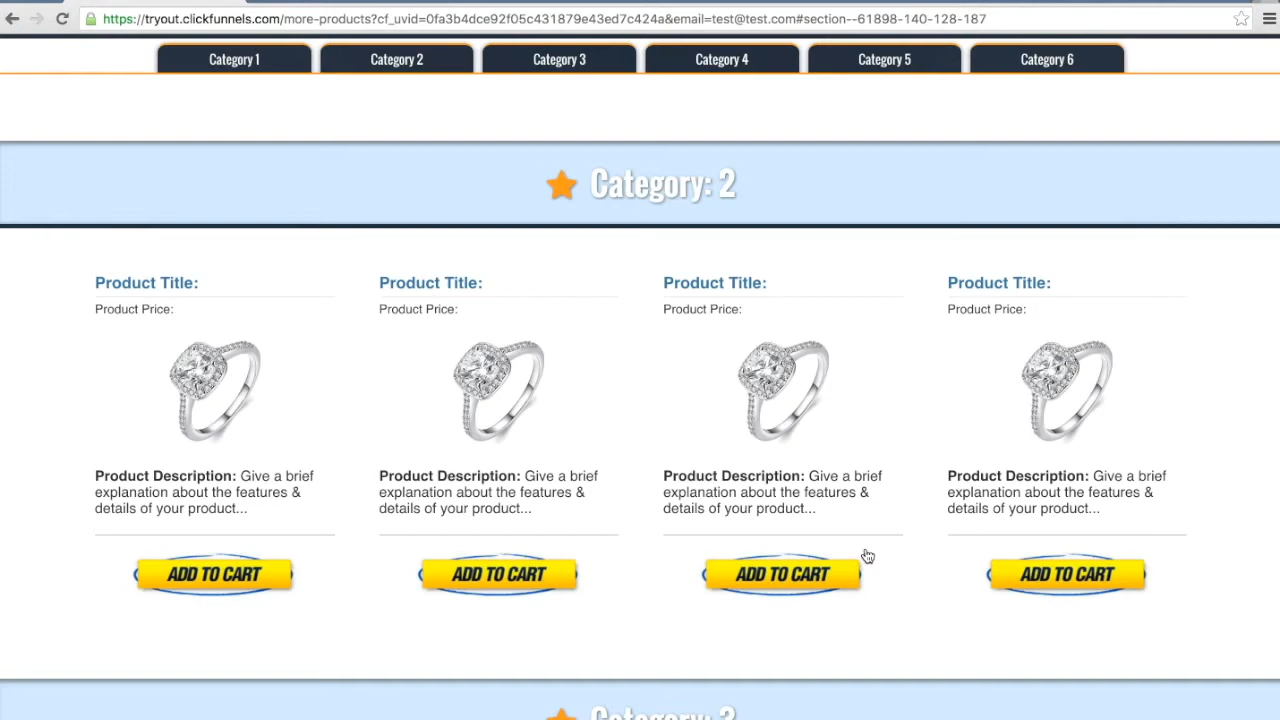 https://tryout.clickfunnels.com/more-products?cf_uvid=0fa3b4dce92f05c431879e43ed7c424a&email=test@test.com#section--61898-140-128-187
Category 1 Category 2 Category 3 Category 4 Category 5 Category 6
Category: 2
Product Title: Product Title: Product Title: Product Title:
Product Price: Product Price: Product Price: Product Price:
Product Description: Give a brief Product Description: Give a brief Product Description: Give a brief Product Description: Give a brief
explanation about the features & explanation about the features & explanation about the features & explanation about the features &
details of your product... details of your product... details of your product... details of your product...
ADD TO CART ADD TO CART ADD TO CART ADD TO CART
Category: 3